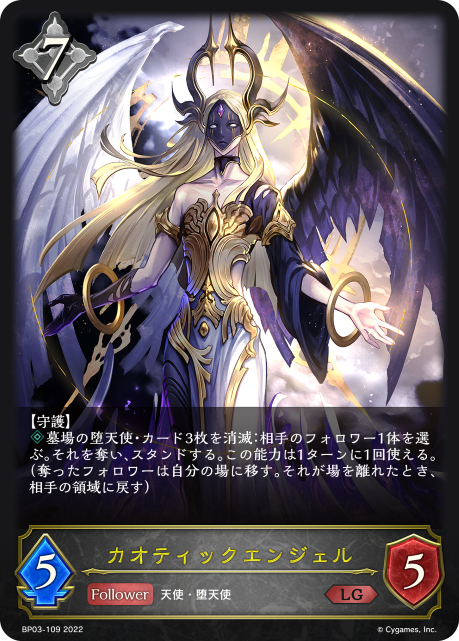 7
【守護】
墓場の堕天使・カード3枚を消滅:相手のフォロワー1体を選
ぶ。それを奪い、スタンドする。この能力は1ターンに1回使える。
(奪ったフォロワーは自分の場に移す。それが場を離れたとき、
相手の領域に戻す)
カオティックエンジェル
5
Follower 天使・堕天使 LG
5
BP03-109 2022 © Cygames, Inc.